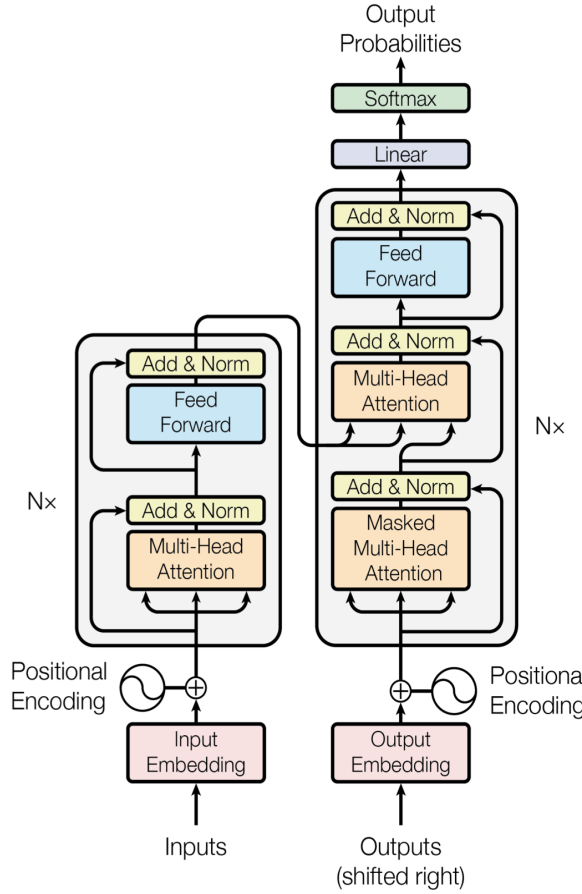 Output
Probabilities
Softmax
Linear
Add & Norm
Feed
Forward
Add & Norm
Multi-Head
Attention
Nx
Add & Norm
Masked
Multi-Head
Attention
Add & Norm
Feed
Forward
Nx
Add & Norm
Multi-Head
Attention
Positional
Encoding
Positional
Encoding
Input
Embedding
Output
Embedding
Inputs
Outputs
(shifted right)